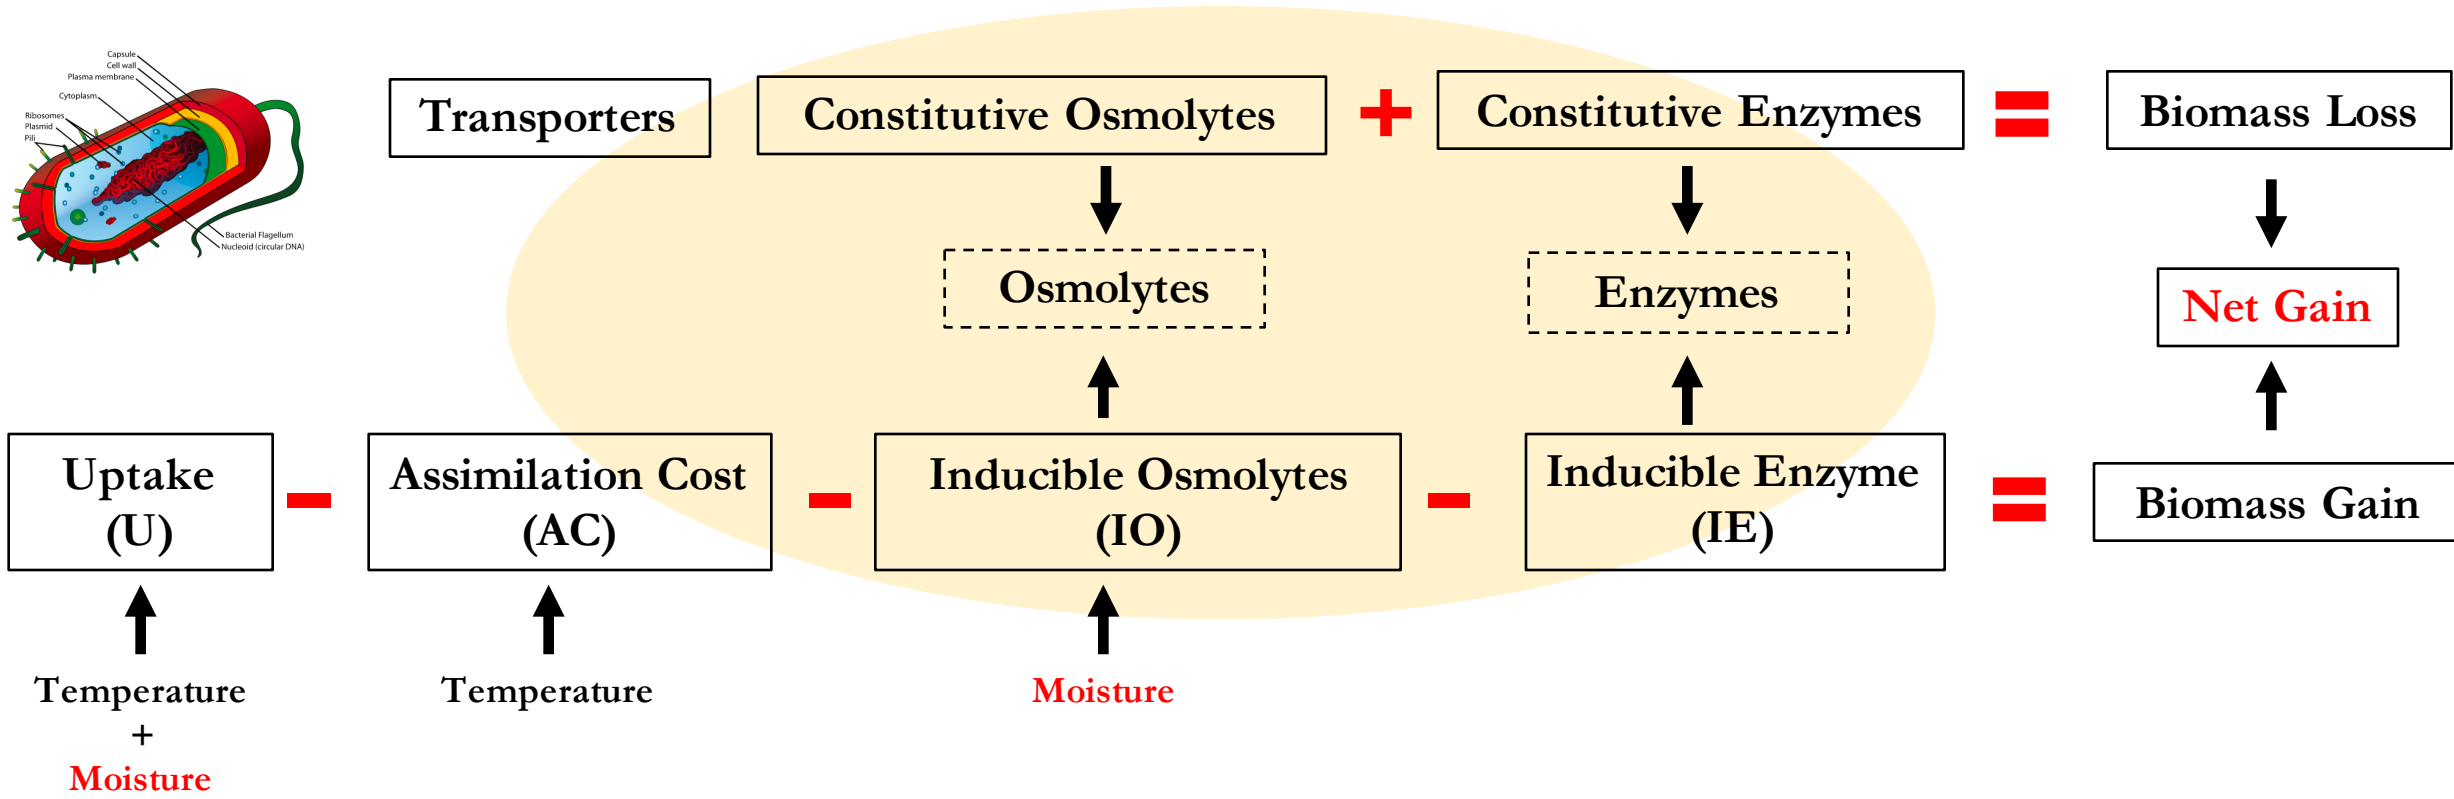 Capsule
Cell wall
Plasma membrane
Cytoplasm
Ribosomes
Plasmid
Pili
Bacterial Flagellum
Nucleoid (circular DNA)
Transporters
Constitutive Osmolytes
+
Constitutive Enzymes
=
Biomass Loss
Osmolytes
Enzymes
Net Gain
Uptake
(U)
-
Assimilation Cost
(AC)
-
Inducible Osmolytes
(IO)
-
Inducible Enzyme
(IE)
=
Biomass Gain
Temperature
+
Moisture
Temperature
Moisture